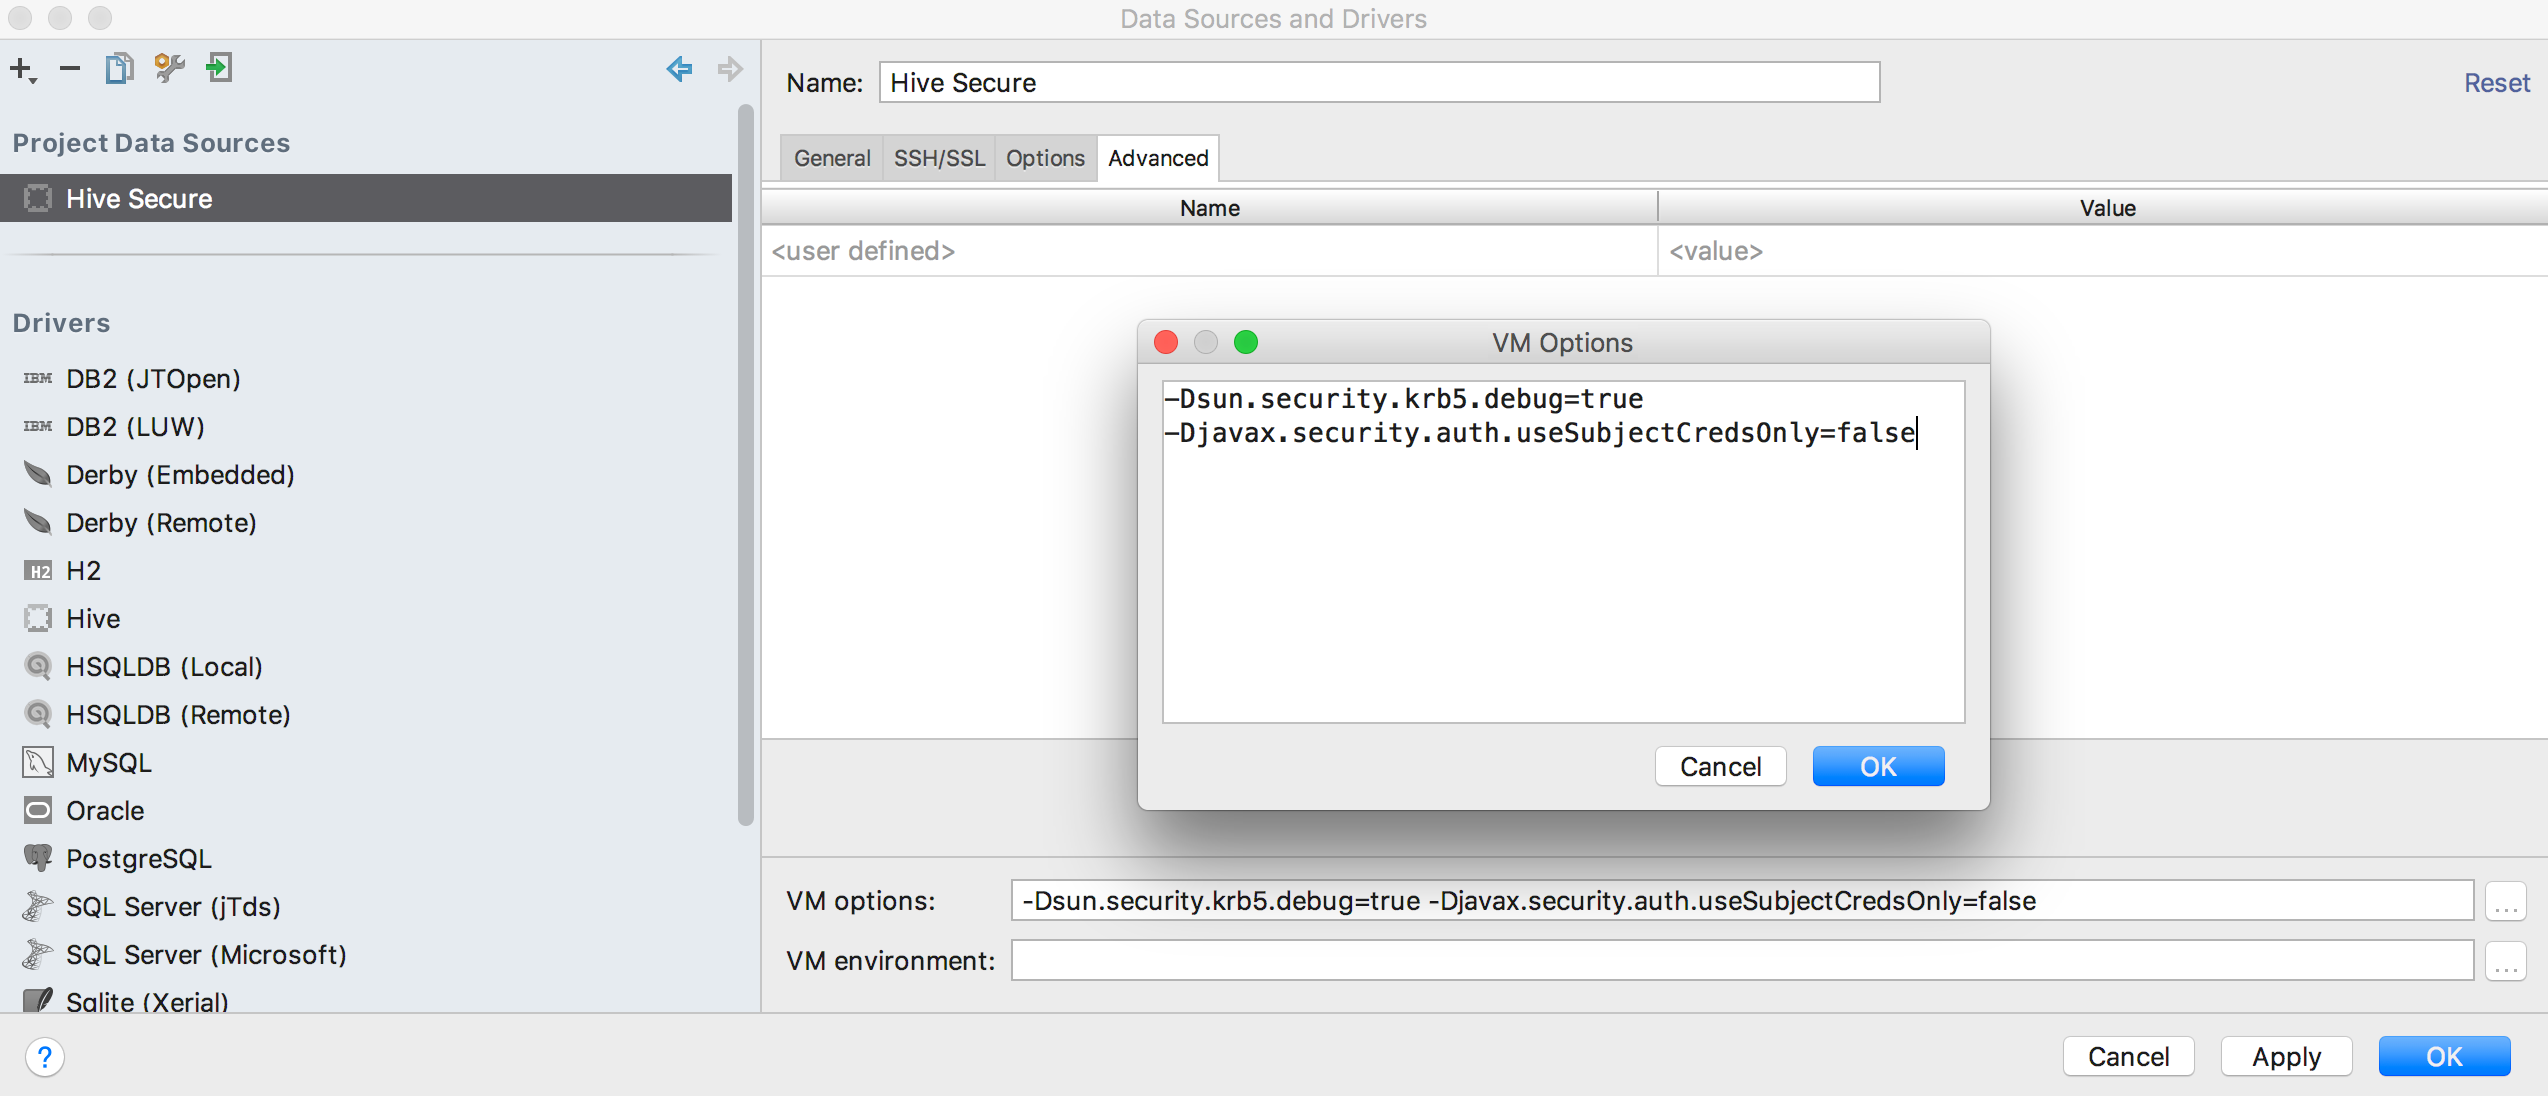 Data Sources and Drivers
Project Data Sources
Hive Secure
Drivers
IBM DB2 (JTOpen)
IBM DB2 (LUW)
Derby (Embedded)
Derby (Remote)
H2 H2
Hive
HSQLDB (Local)
HSQLDB (Remote)
MySQL
Oracle
PostgreSQL
SQL Server (jTds)
SQL Server (Microsoft)
Sqlite (Xerial)
?
Name: Hive Secure
Reset
General SSH/SSL Options Advanced
Name Value
<user defined> <value>
VM Options
-Dsun.security.krb5.debug=true
-Djavax.security.auth.useSubjectCredsOnly=false
Cancel OK
VM options: -Dsun.security.krb5.debug=true -Djavax.security.auth.useSubjectCredsOnly=false ...
VM environment: ...
Cancel Apply OK